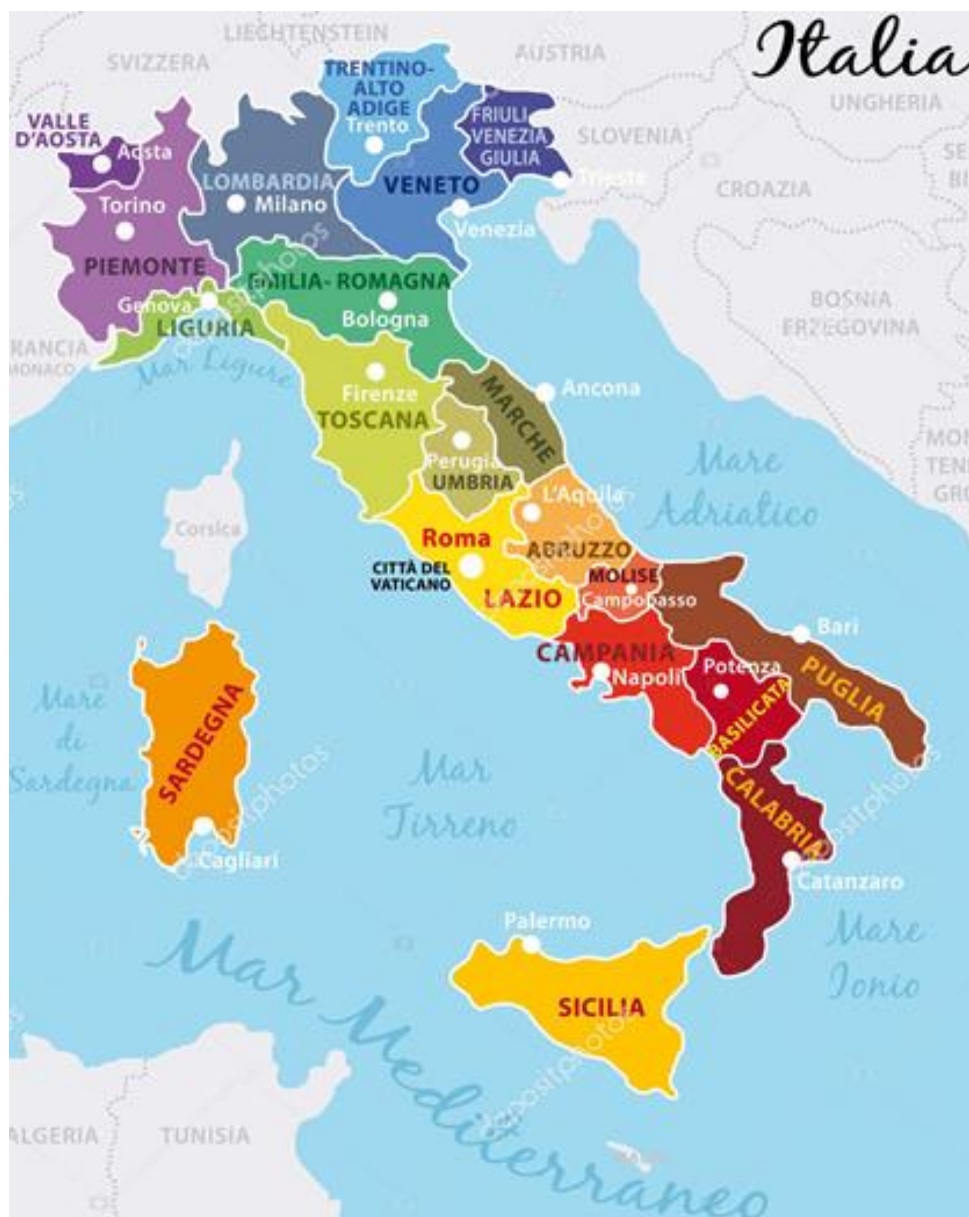 Italia
LIECHTENSTEIN
AUSTRIA
SVIZZERA
UNGHERIA
TRENTINO-
ALTO
ADIGE
Trento
FRIULI
VENEZIA
GIULIA
SLOVENIA
VALLE
D'AOSTA
Aosta
LOMBARDIA
Milano
VENETO
Trieste
CROAZIA
Torino
Venezia
PIEMONTE
EMILIA-ROMAGNA
Bologna
Genova
LIGURIA
BOSNIA
ERZEGOVINA
RANCIA
MONACO
Mar Ligure
Firenze
TOSCANA
MARCHE
Ancona
Perugia
UMBRIA
Mare
Adriatico
MON
TENE
GRO
Corsica
L'Aquila
ABRUZZO
Roma
CITTÀ DEL
VATICANO
LAZIO
MOLISE
Campobasso
Bari
PUGLIA
CAMPANIA
Napoli
Potenza
BASILICATA
SARDEGNA
Cagliari
Mare
di
Sardegna
Mar
Tirreno
CALABRIA
Catanzaro
Mare
Ionio
Palermo
SICILIA
Mar Mediterraneo
ALGERIA
TUNISIA
depositphotos